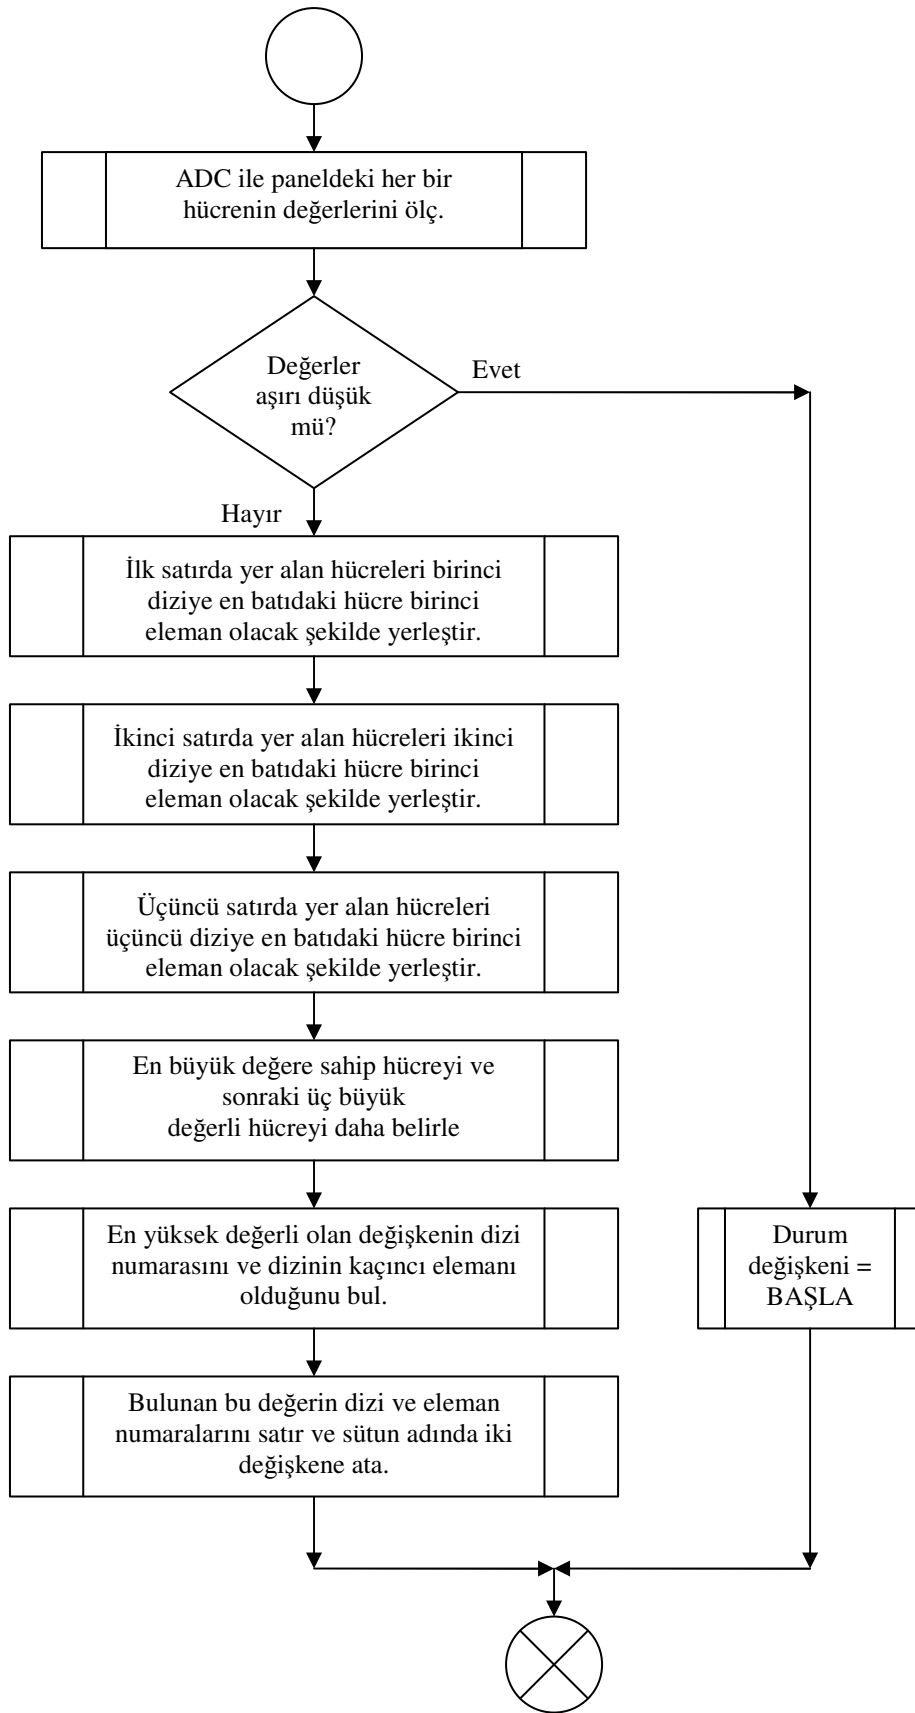 ADC ile paneldeki her bir
hücrenin değerlerini ölç.
Değerler
aşırı düşük
mü?
Evet
Hayır
İlk satırda yer alan hücreleri birinci
diziye en batıdaki hücre birinci
eleman olacak şekilde yerleştir.
İkinci satırda yer alan hücreleri ikinci
diziye en batıdaki hücre birinci
eleman olacak şekilde yerleştir.
Üçüncü satırda yer alan hücreleri
üçüncü diziye en batıdaki hücre birinci
eleman olacak şekilde yerleştir.
En büyük değere sahip hücreyi ve
sonraki üç büyük
değerli hücreyi daha belirle
En yüksek değerli olan değişkenin dizi
numarasını ve dizinin kaçıncı elemanı
olduğunu bul.
Durum
değişkeni =
BAŞLA
Bulunan bu değerin dizi ve eleman
numaralarını satır ve sütun adında iki
değişkene ata.